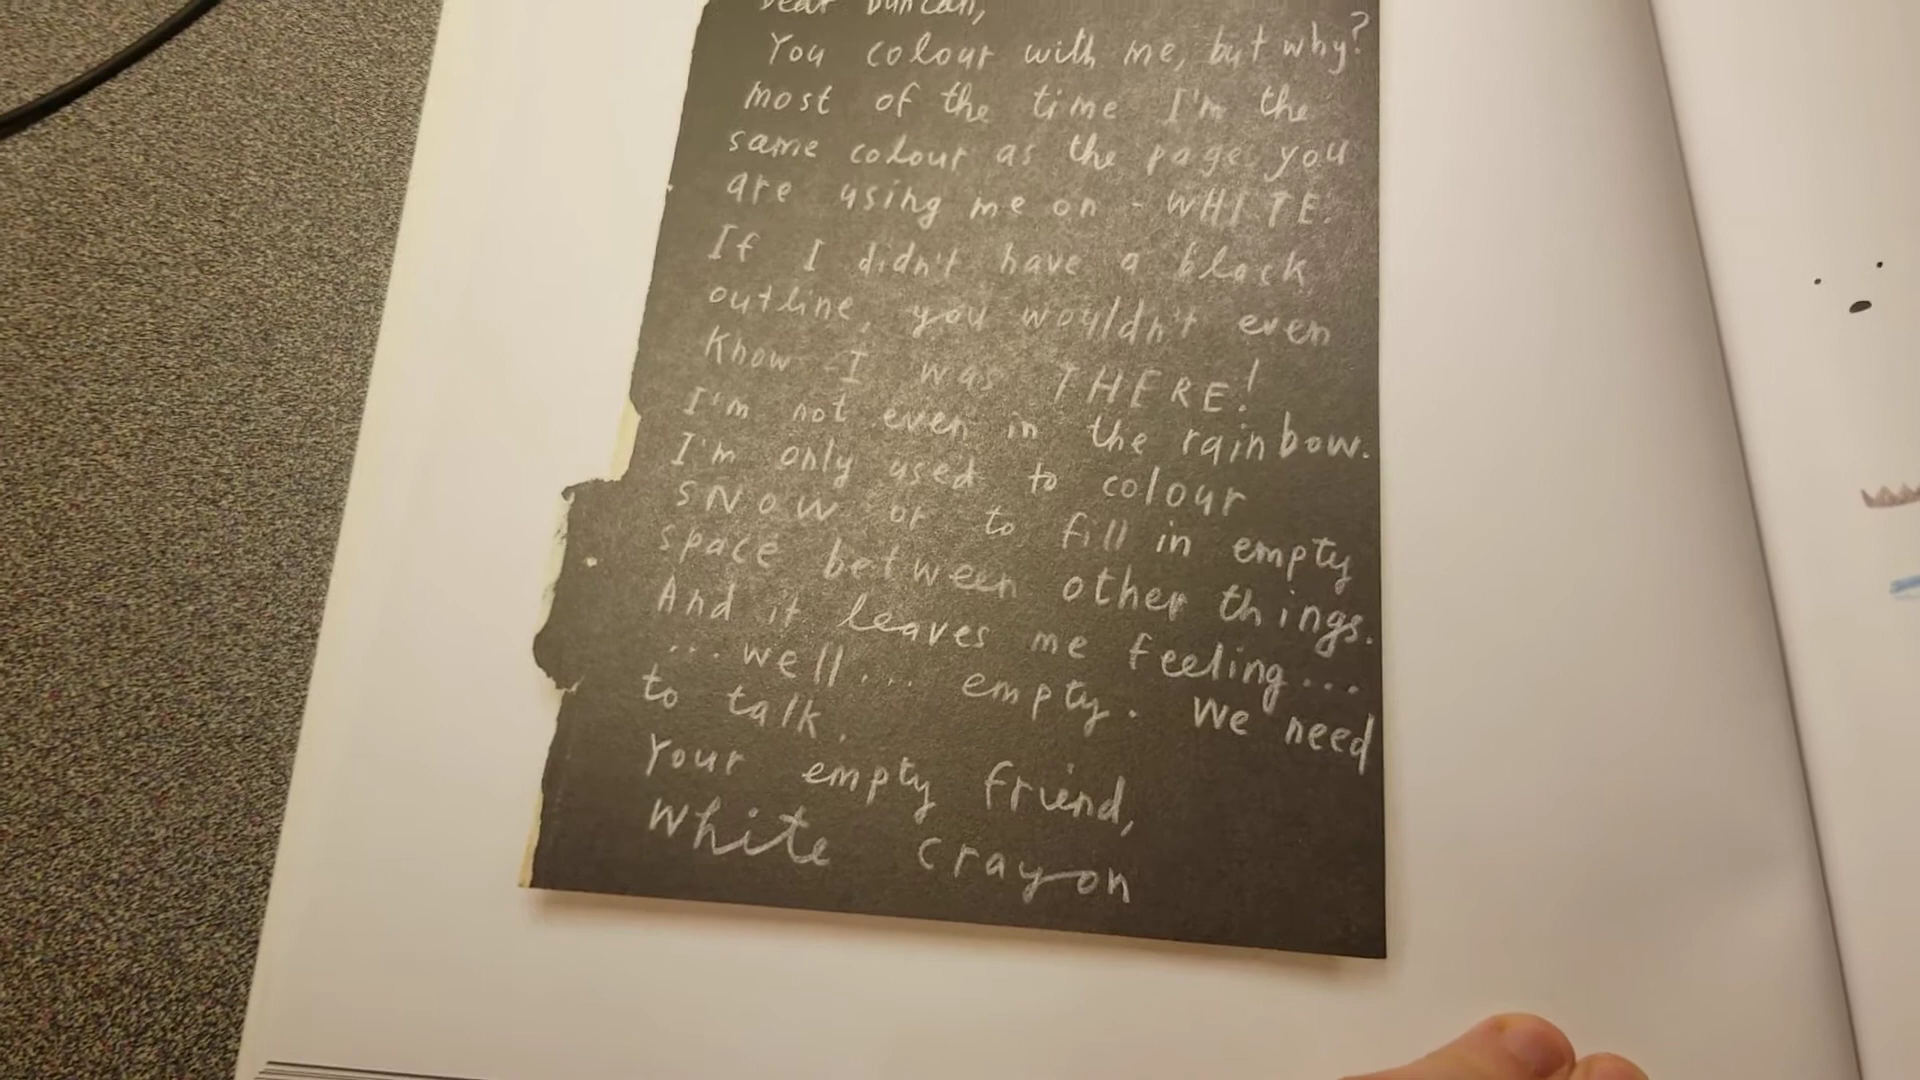 Dear Duncan,
You colour with me, but why?
most of the time I'm the
same colour as the page you
are using me on - WHITE.
If I didn't have a black
outline, you wouldn't even
Know I was THERE!
I'm not even in the rainbow.
I'm only used to colour
SNOW or to fill in empty
space between other things.
And it leaves me feeling...
...well... empty. We need
to talk.
Your empty friend,
White crayon